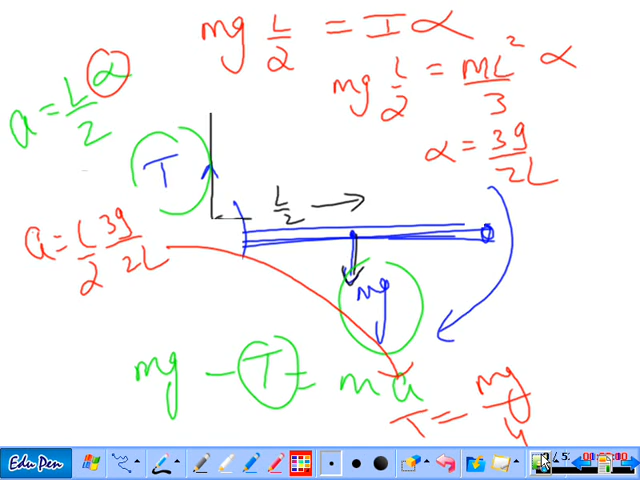 mg L/2 = I α
mg L/2 = ML²/3 α
α = 3g/2L
a = L/2 α
T
L/2
a = L/2 3g/2L
mg
mg - T = ma
T = mg/4
Edu Pen